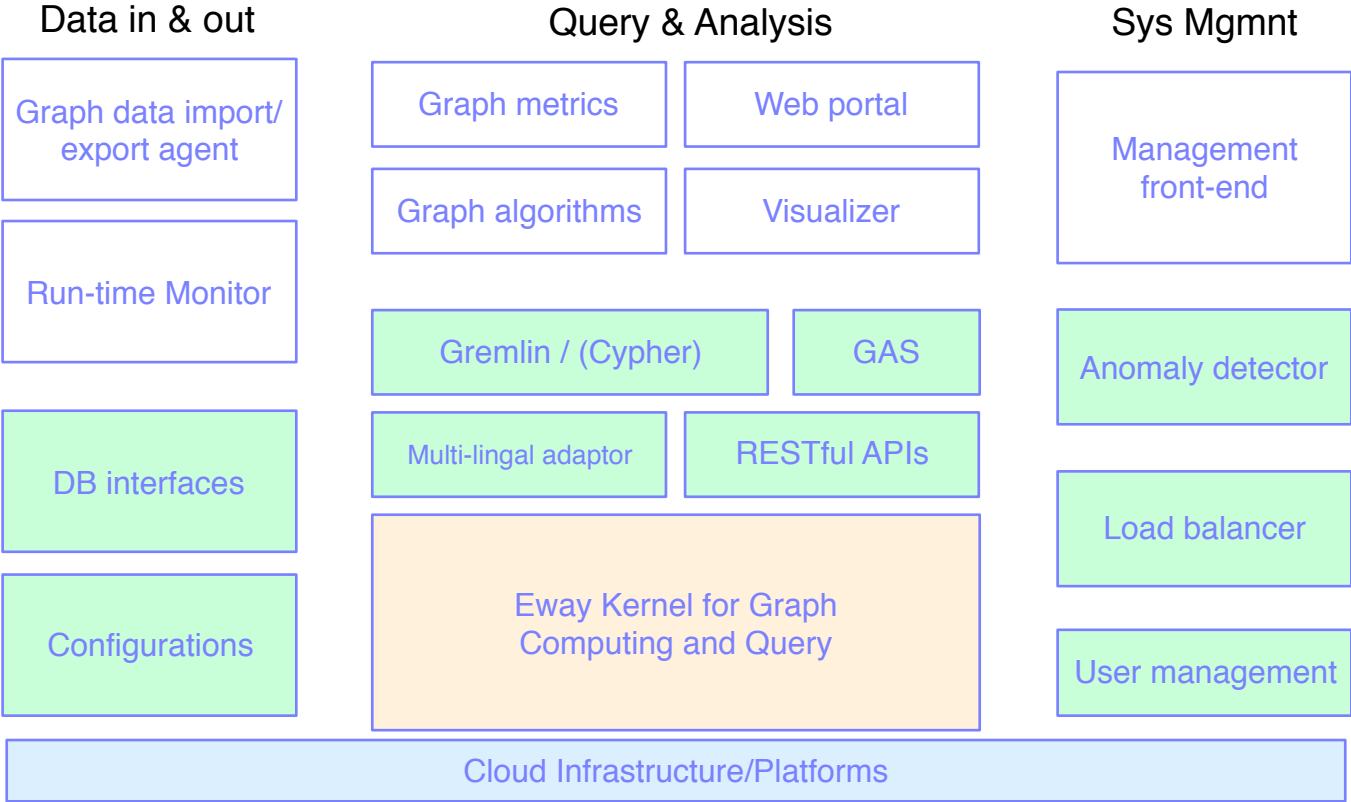 Data in & out
Query & Analysis
Sys Mgmnt
Graph data import/
export agent
Run-time Monitor
DB interfaces
Configurations
Graph metrics
Web portal
Graph algorithms
Visualizer
Gremlin / (Cypher)
GAS
Multi-lingal adaptor
RESTful APIs
Eway Kernel for Graph
Computing and Query
Management
front-end
Anomaly detector
Load balancer
User management
Cloud Infrastructure/Platforms